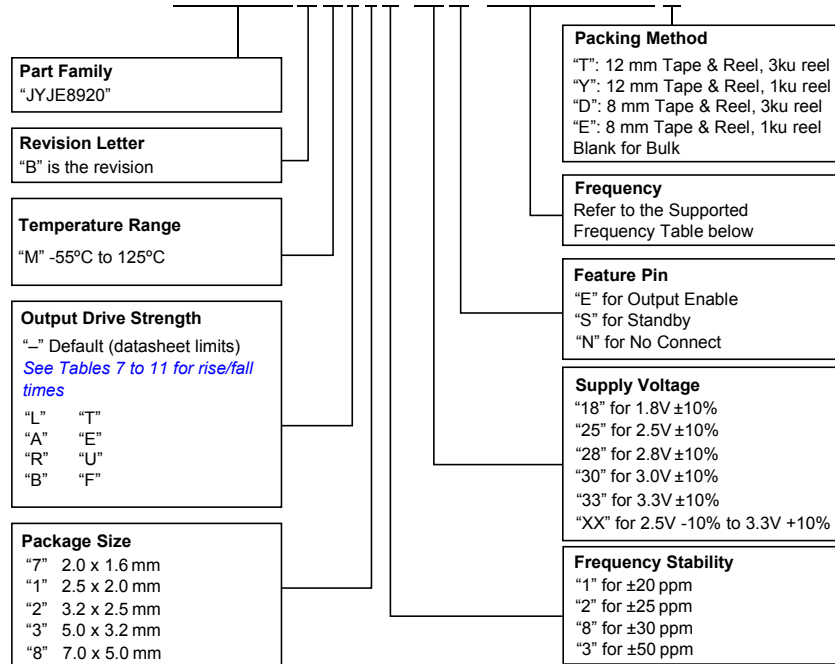 Part Family
“JYJE8920”
Revision Letter
“B” is the revision
Temperature Range
“M” -55ºC to 125ºC
Output Drive Strength
“–” Default (datasheet limits)
See Tables 7 to 11 for rise/fall
times
“L” “T”
“A” “E”
“R” “U”
“B” “F”
Package Size
“7” 2.0 x 1.6 mm
“1” 2.5 x 2.0 mm
“2” 3.2 x 2.5 mm
“3” 5.0 x 3.2 mm
“8” 7.0 x 5.0 mm
Packing Method
“T”: 12 mm Tape & Reel, 3ku reel
“Y”: 12 mm Tape & Reel, 1ku reel
“D”: 8 mm Tape & Reel, 3ku reel
“E”: 8 mm Tape & Reel, 1ku reel
Blank for Bulk
Frequency
Refer to the Supported
Frequency Table below
Feature Pin
“E” for Output Enable
“S” for Standby
“N” for No Connect
Supply Voltage
“18” for 1.8V ±10%
“25” for 2.5V ±10%
“28” for 2.8V ±10%
“30” for 3.0V ±10%
“33” for 3.3V ±10%
“XX” for 2.5V -10% to 3.3V +10%
Frequency Stability
“1” for ±20 ppm
“2” for ±25 ppm
“8” for ±30 ppm
“3” for ±50 ppm